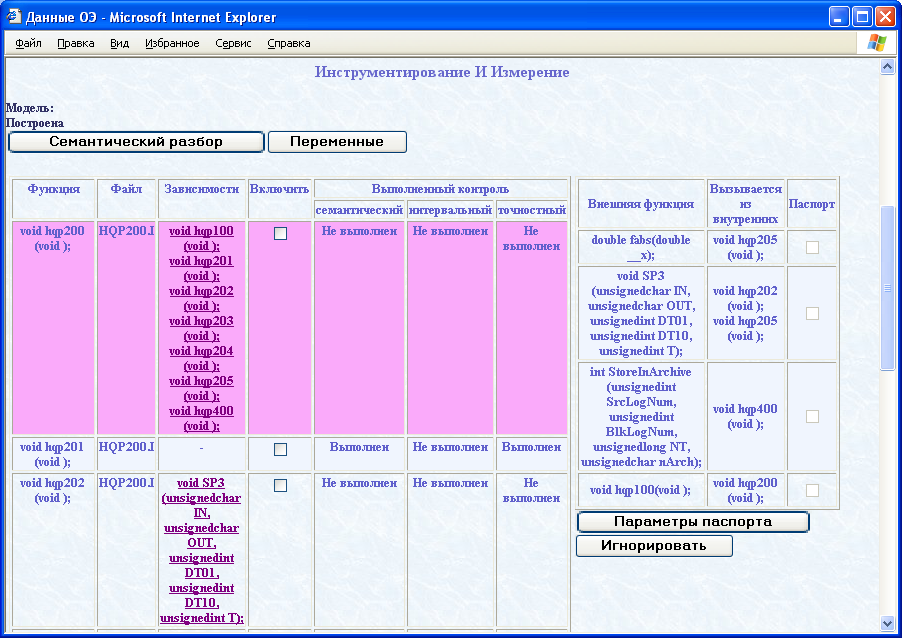 Данные ОЭ - Microsoft Internet Explorer
Файл Правка Вид Избранное Сервис Справка
Инструментирование И Измерение
Модель:
Построена
Семантический разбор Переменные
Функция Файл Зависимости Включить Выполненный контроль
семантический интервальный точностный
void hqp200
(void );
HQP200.I
void hqp100
(void );
void hqp201
(void );
void hqp202
(void );
void hqp203
(void );
void hqp204
(void );
void hqp205
(void );
void hqp400
(void );
Не выполнен
Не выполнен
Не
выполнен
void hqp201
(void );
HQP200.I
-
Выполнен
Не выполнен
Выполнен
void hqp202
(void );
HQP200.I
void SP3
(unsignedchar
IN,
unsignedchar
OUT,
unsignedint
DT01,
unsignedint
DT10,
unsignedint T);
Не выполнен
Не выполнен
Не
выполнен
Внешняя функция
Вызывается
из
внутренних
Паспорт
double fabs(double
__x);
void hqp205
(void );
void SP3
(unsignedchar IN,
unsignedchar OUT,
unsignedint DT01,
unsignedint DT10,
unsignedint T);
void hqp202
(void );
void hqp205
(void );
int StoreInArchive
(unsignedint
SrcLogNum,
unsignedint
BlkLogNum,
unsignedlong NT,
unsignedchar nArch);
void hqp400
(void );
void hqp100(void );
void hqp200
(void );
Параметры паспорта
Игнорировать